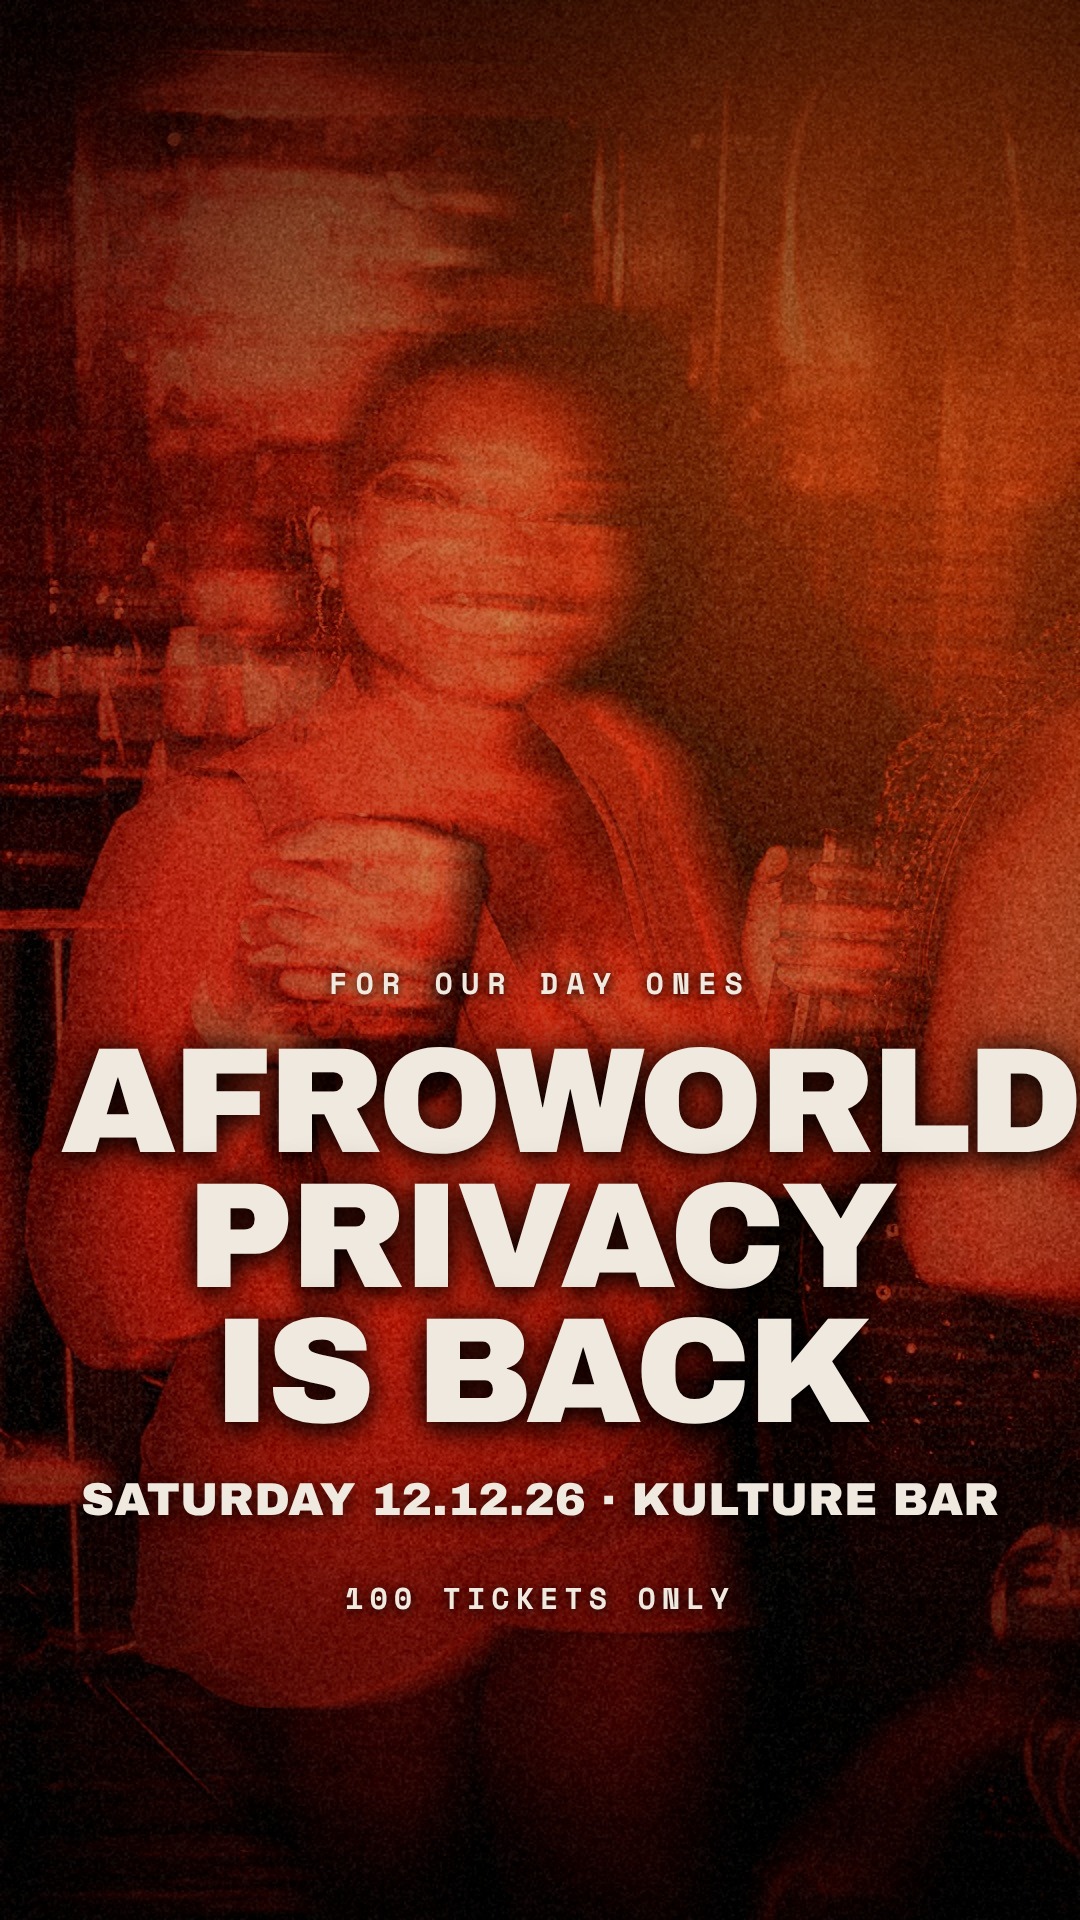 FOR OUR DAY ONES
AFROWORLD
PRIVACY
IS BACK
SATURDAY 12.12.26 · KULTURE BAR
100 TICKETS ONLY